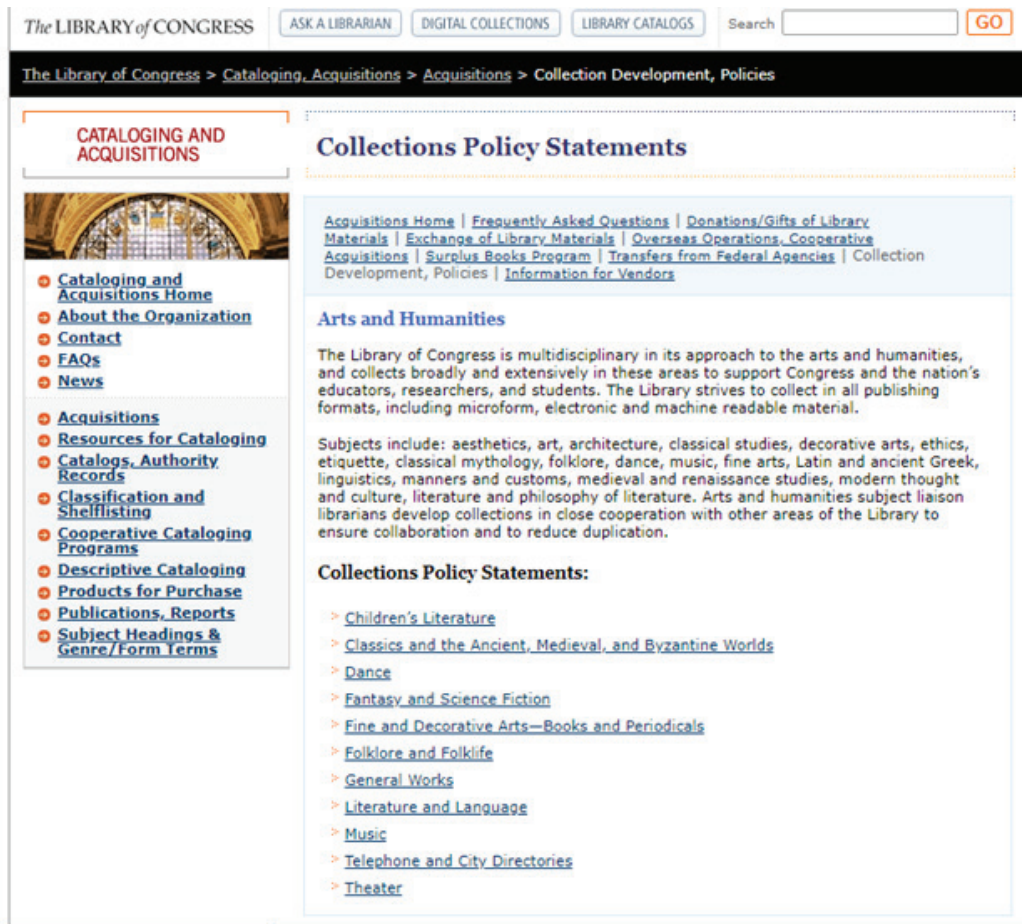 The LIBRARY of CONGRESS
ASK A LIBRARIAN
DIGITAL COLLECTIONS
LIBRARY CATALOGS
Search
GO
The Library of Congress > Cataloging, Acquisitions > Acquisitions > Collection Development, Policies
CATALOGING AND
ACQUISITIONS
Cataloging and
Acquisitions Home
About the Organization
Contact
FAQs
News
Acquisitions
Resources for Cataloging
Catalogs, Authority
Records
Classification and
Shelflisting
Cooperative Cataloging
Programs
Descriptive Cataloging
Products for Purchase
Publications, Reports
Subject Headings &
Genre/Form Terms
Collections Policy Statements
Acquisitions Home | Frequently Asked Questions | Donations/Gifts of Library
Materials | Exchange of Library Materials | Overseas Operations, Cooperative
Acquisitions | Surplus Books Program | Transfers from Federal Agencies | Collection
Development, Policies | Information for Vendors
Arts and Humanities
The Library of Congress is multidisciplinary in its approach to the arts and humanities,
and collects broadly and extensively in these areas to support Congress and the nation's
educators, researchers, and students. The Library strives to collect in all publishing
formats, including microform, electronic and machine readable material.
Subjects include: aesthetics, art, architecture, classical studies, decorative arts, ethics,
etiquette, classical mythology, folklore, dance, music, fine arts, Latin and ancient Greek,
linguistics, manners and customs, medieval and renaissance studies, modern thought
and culture, literature and philosophy of literature. Arts and humanities subject liaison
librarians develop collections in close cooperation with other areas of the Library to
ensure collaboration and to reduce duplication.
Collections Policy Statements:
> Children's Literature
> Classics and the Ancient, Medieval, and Byzantine Worlds
> Dance
> Fantasy and Science Fiction
> Fine and Decorative Arts—Books and Periodicals
> Folklore and Folklife
> General Works
> Literature and Language
> Music
> Telephone and City Directories
> Theater